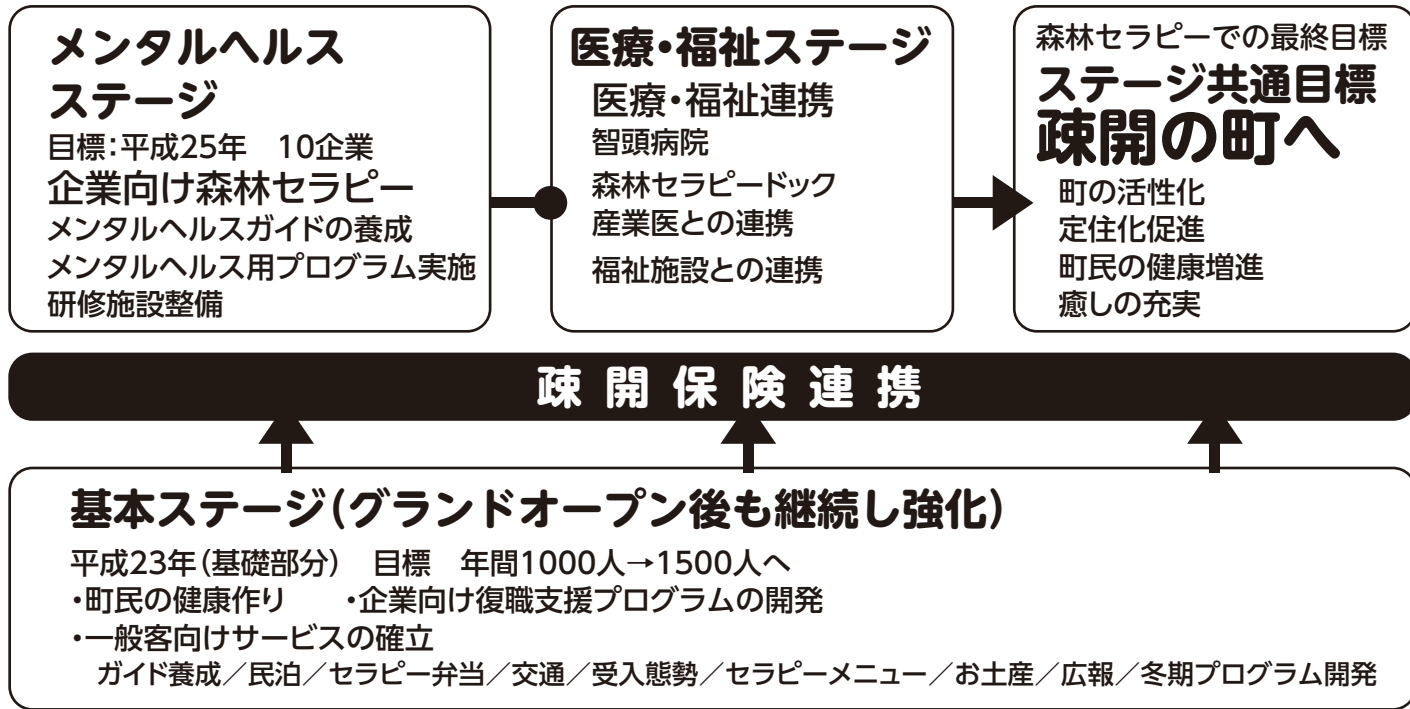 メンタルヘルス
ステージ
目標:平成25年　10企業
企業向け森林セラピー
メンタルヘルスガイドの養成
メンタルヘルス用プログラム実施
研修施設整備
医療・福祉ステージ
医療・福祉連携
智頭病院
森林セラピードック
産業医との連携
福祉施設との連携
森林セラピーでの最終目標
ステージ共通目標
疎開の町へ
町の活性化
定住化促進
町民の健康増進
癒しの充実
疎開保険連携
基本ステージ(グランドオープン後も継続し強化)
平成23年(基礎部分)　目標　年間1000人→1500人へ
・町民の健康作り　　・企業向け復職支援プログラムの開発
・一般客向けサービスの確立
ガイド養成／民泊／セラピー弁当／交通／受入態勢／セラピーメニュー／お土産／広報／冬期プログラム開発